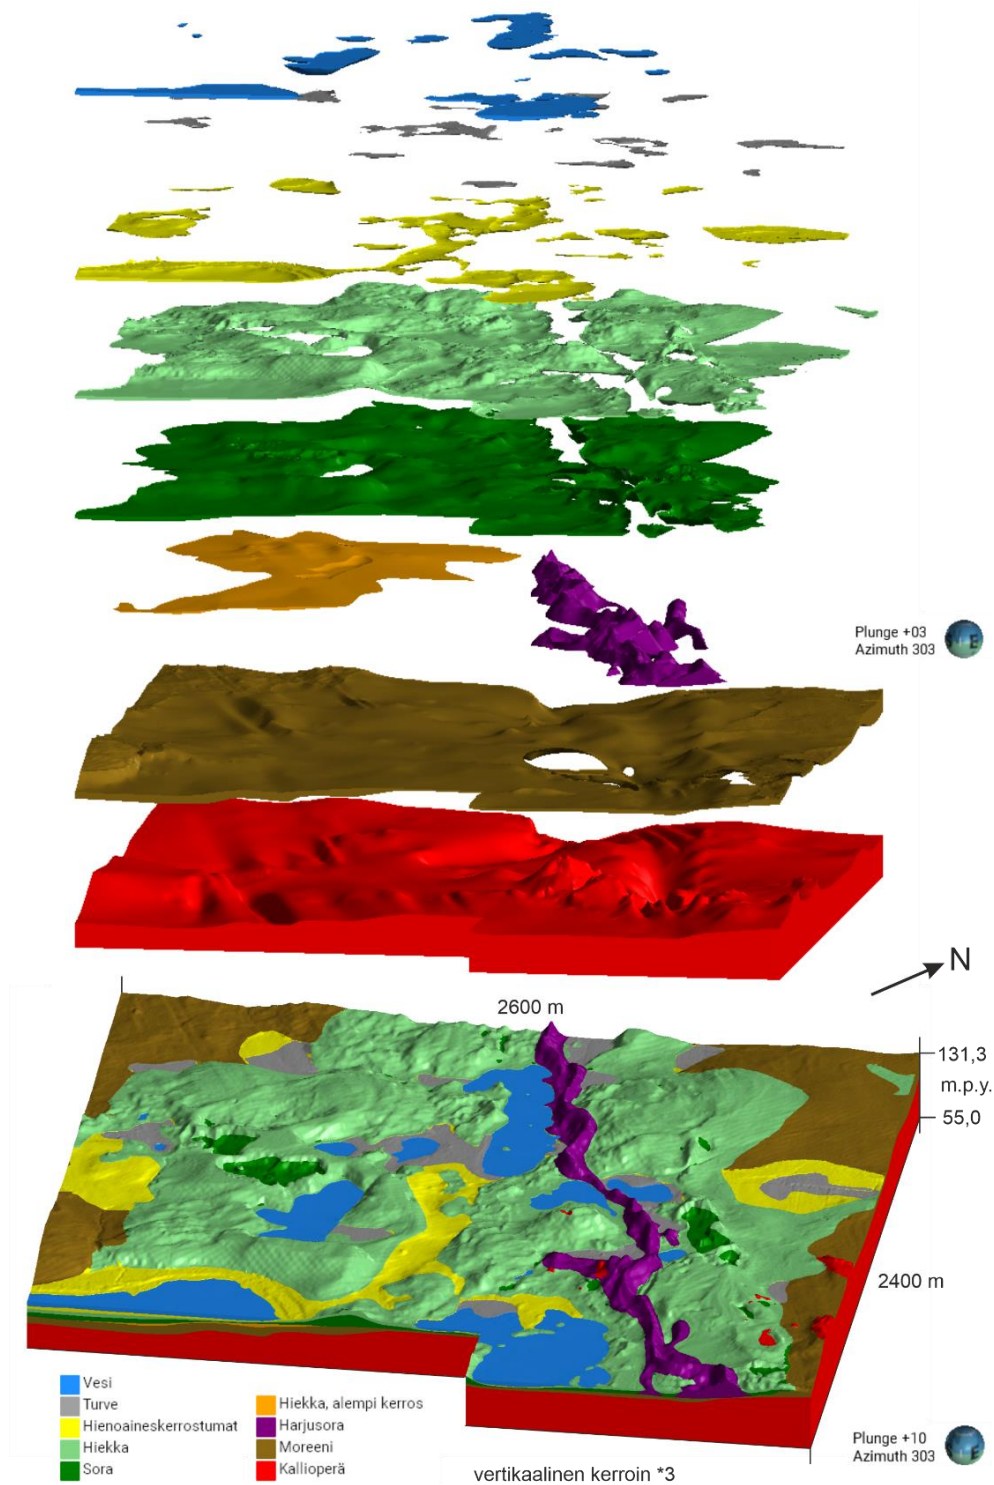 Plunge +03
Azimuth 303
N
2600 m
131,3
m.p.y.
55,0
2400 m
Vesi
Turve
Hienoaineskerrostumat
Hiekka
Sora
Hiekka, alempi kerros
Harjusora
Moreeni
Kallioperä
Plunge +10
Azimuth 303
vertikaalinen kerroin *3